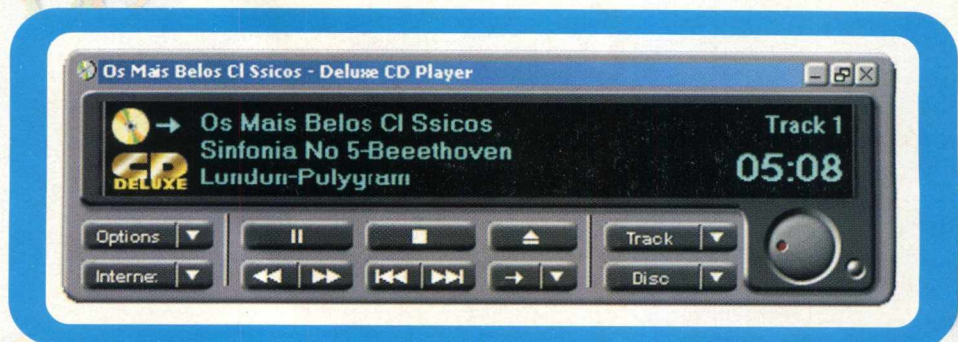 Os Mais Belos Cl Ssicos - Deluxe CD Player
Os Mais Belos Cl Ssicos
Track 1
Sinfonia No 5-Beeethoven
05:08
CD
DELUXE
London-Polygram
Options
Track
Internet
Disc